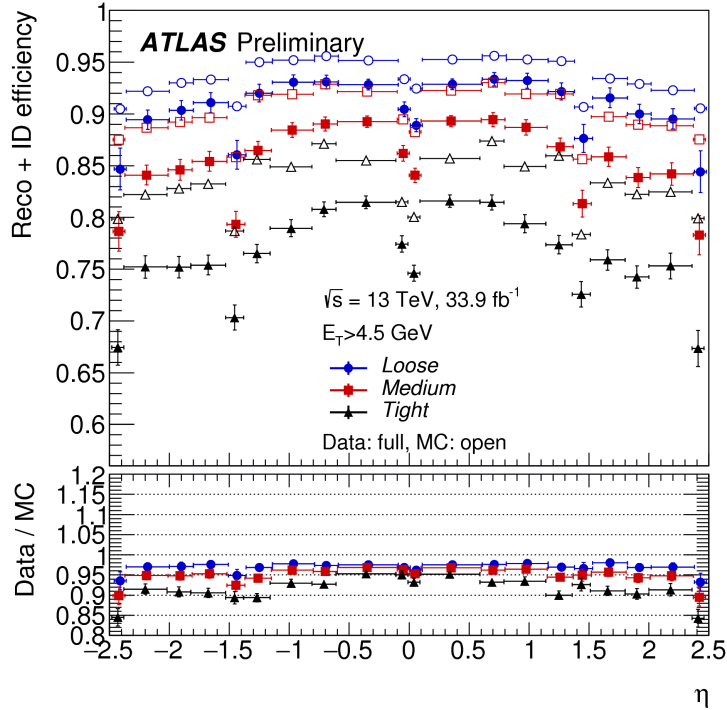 Reco + ID efficiency
1
0.95
0.9
0.85
0.8
0.75
0.7
0.65
0.6
ATLAS Preliminary
√s = 13 TeV, 33.9 fb⁻¹
E_T>4.5 GeV
Loose
Medium
Tight
Data: full, MC: open
Data / MC
1.2
1.15
1.1
1.05
1
0.95
0.9
0.85
0.8
−2.5 −2 −1.5 −1 −0.5 0 0.5 1 1.5 2 2.5
η